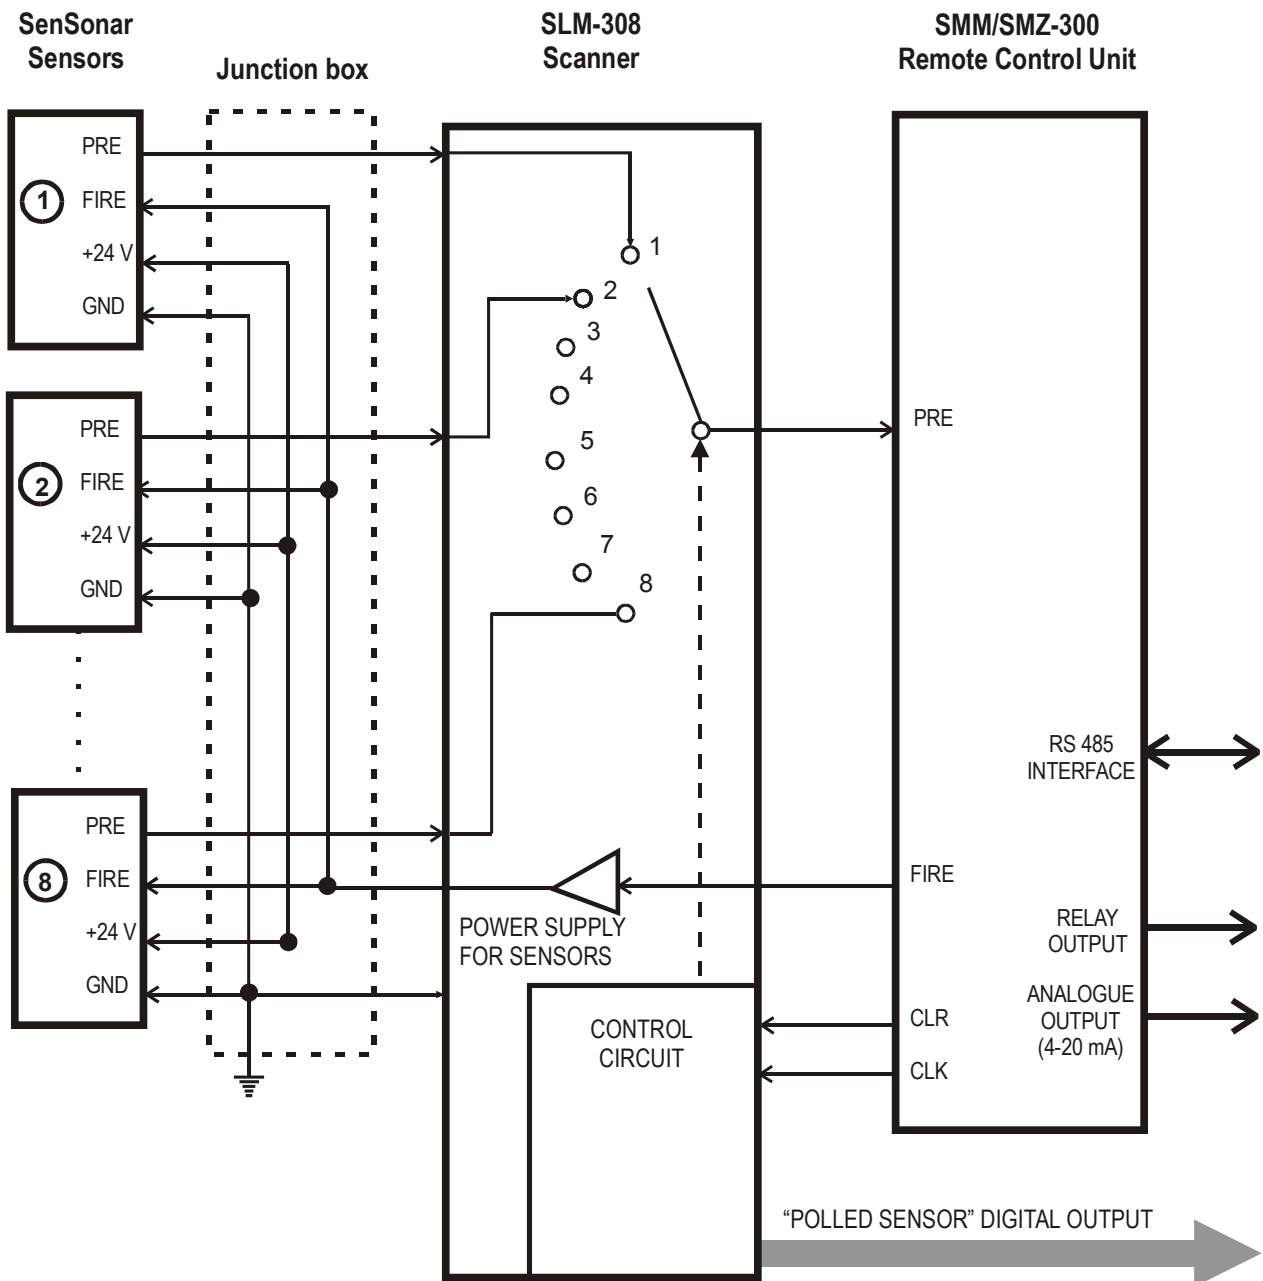 SenSonar
Sensors
Junction box
SLM-308
Scanner
SMM/SMZ-300
Remote Control Unit
1
PRE
FIRE
+24 V
GND
2
PRE
FIRE
+24 V
GND
8
PRE
FIRE
+24 V
GND
1
2
3
4
5
6
7
8
POWER SUPPLY
FOR SENSORS
CONTROL
CIRCUIT
PRE
FIRE
CLR
CLK
RS 485
INTERFACE
RELAY
OUTPUT
ANALOGUE
OUTPUT
(4-20 mA)
“POLLED SENSOR” DIGITAL OUTPUT